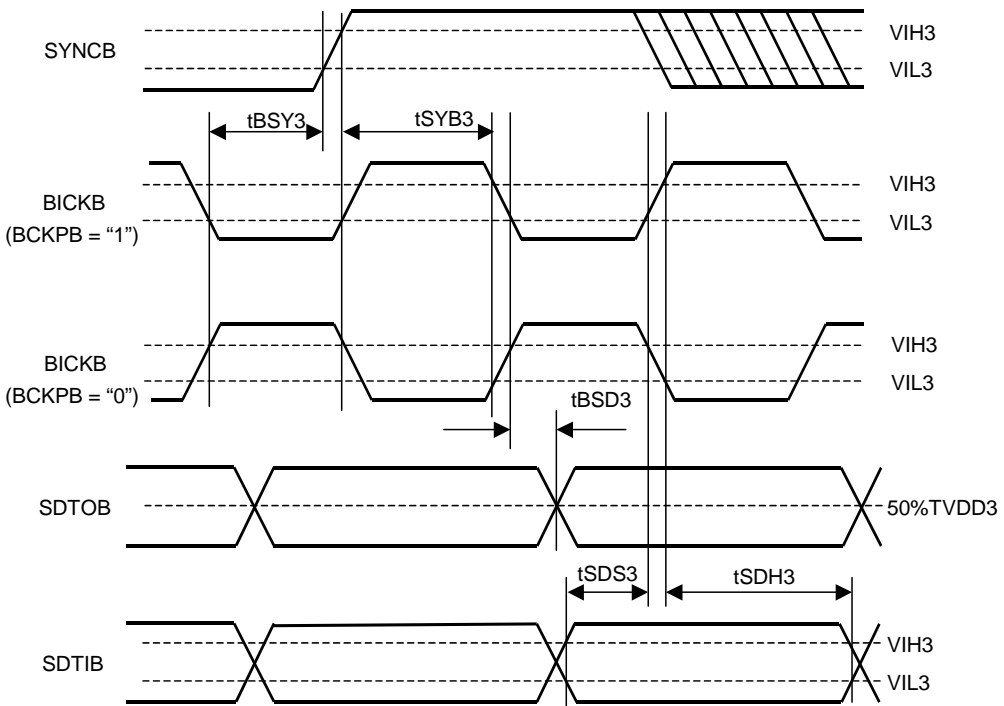 SYNCB
VIH3
VIL3
tBSY3
tSYB3
BICKB
(BCKPB = “1”)
VIH3
VIL3
BICKB
(BCKPB = “0”)
VIH3
VIL3
tBSD3
SDTOB
50%TVDD3
tSDS3
tSDH3
SDTIB
VIH3
VIL3